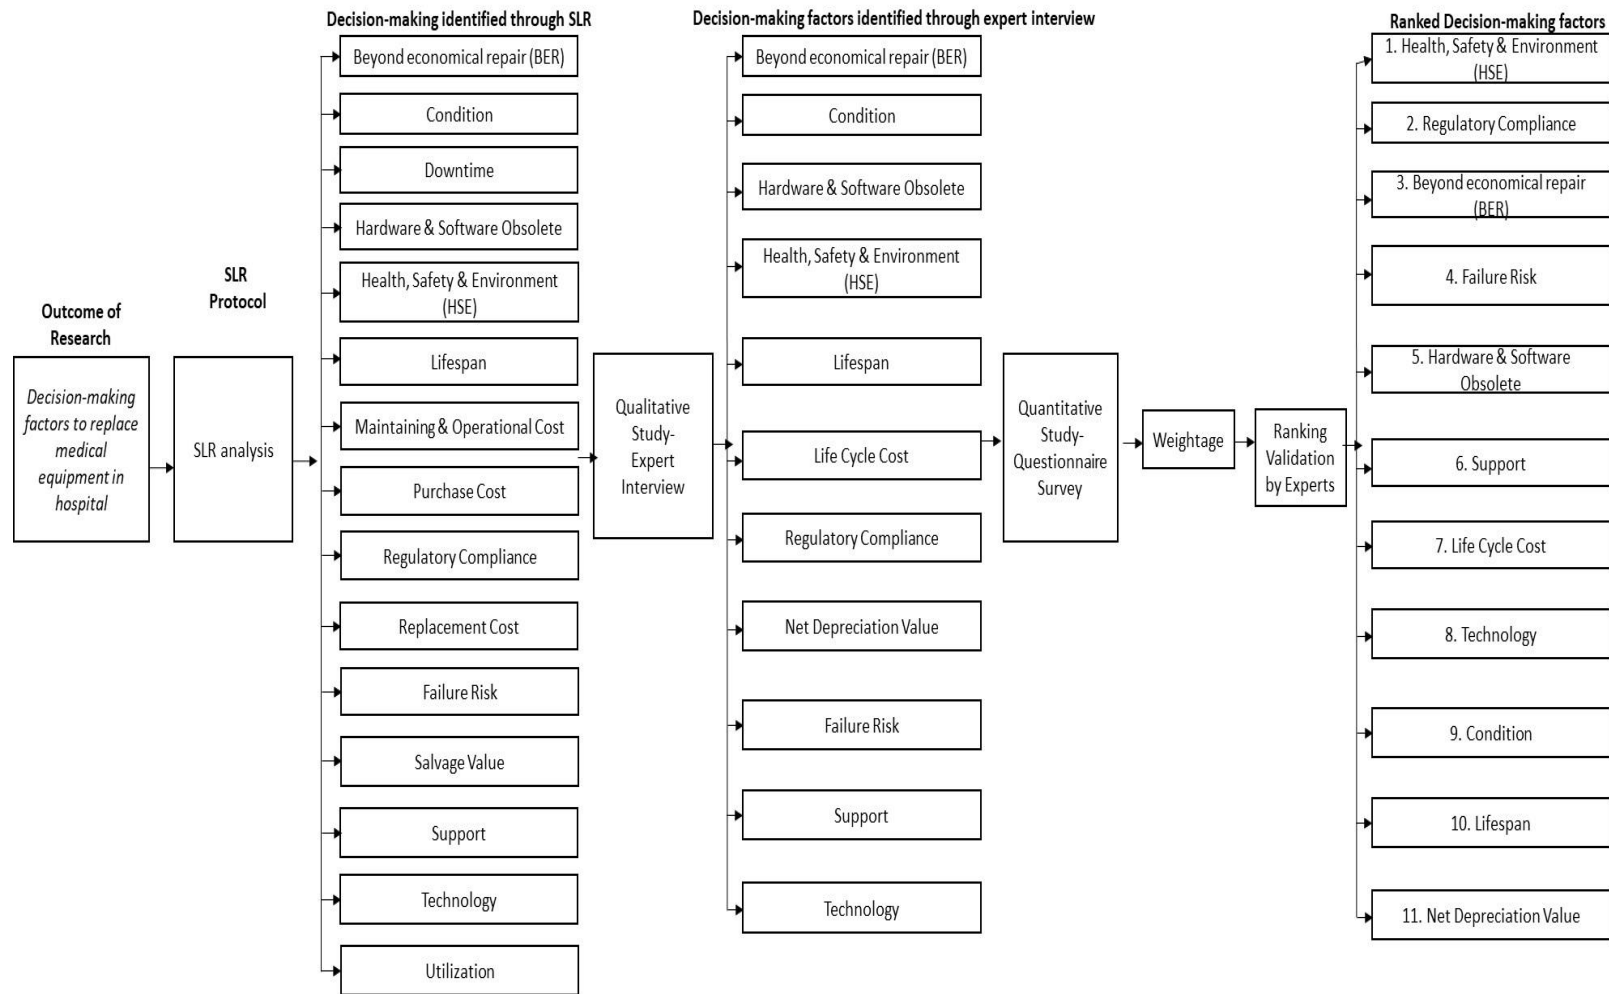 Outcome of
Research
Decision-making
factors to replace
medical
equipment in
hospital
SLR
Protocol
SLR analysis
Decision-making identified through SLR
Beyond economical repair (BER)
Condition
Downtime
Hardware & Software Obsolete
Health, Safety & Environment
(HSE)
Lifespan
Maintaining & Operational Cost
Purchase Cost
Regulatory Compliance
Replacement Cost
Failure Risk
Salvage Value
Support
Technology
Utilization
Qualitative
Study-
Expert
Interview
Decision-making factors identified through expert interview
Beyond economical repair (BER)
Condition
Hardware & Software Obsolete
Health, Safety & Environment
(HSE)
Lifespan
Life Cycle Cost
Regulatory Compliance
Net Depreciation Value
Failure Risk
Support
Technology
Quantitative
Study-
Questionnaire
Survey
Weightage
Ranking
Validation
by Experts
Ranked Decision-making factors
1. Health, Safety & Environment
(HSE)
2. Regulatory Compliance
3. Beyond economical repair
(BER)
4. Failure Risk
5. Hardware & Software
Obsolete
6. Support
7. Life Cycle Cost
8. Technology
9. Condition
10. Lifespan
11. Net Depreciation Value